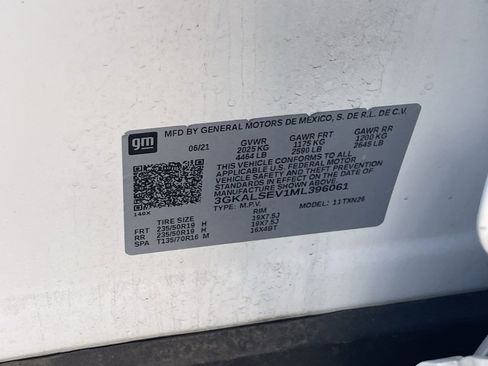 gm
MFD BY GENERAL MOTORS DE MEXICO, S. DE R.L. DE C.V.
06/21 GVWR GAWR FRT GAWR RR
2025 KG 1175 KG 1200 KG
4464 LB 2590 LB 2645 LB
THIS VEHICLE CONFORMS TO ALL
APPLICABLE U.S. FEDERAL MOTOR
VEHICLE SAFETY AND THEFT PREVENTION
STANDARDS IN EFFECT ON THE DATE OF
MANUFACTURE SHOWN ABOVE.
3GKALSEV1ML396061
TYPE: M.P.V. MODEL: 11TXN26
140X
TIRE SIZE RIM
FRT 235/50R19 H 19X7.5J
RR 235/50R19 H 19X7.5J
SPA T135/70R16 M 16X4BT